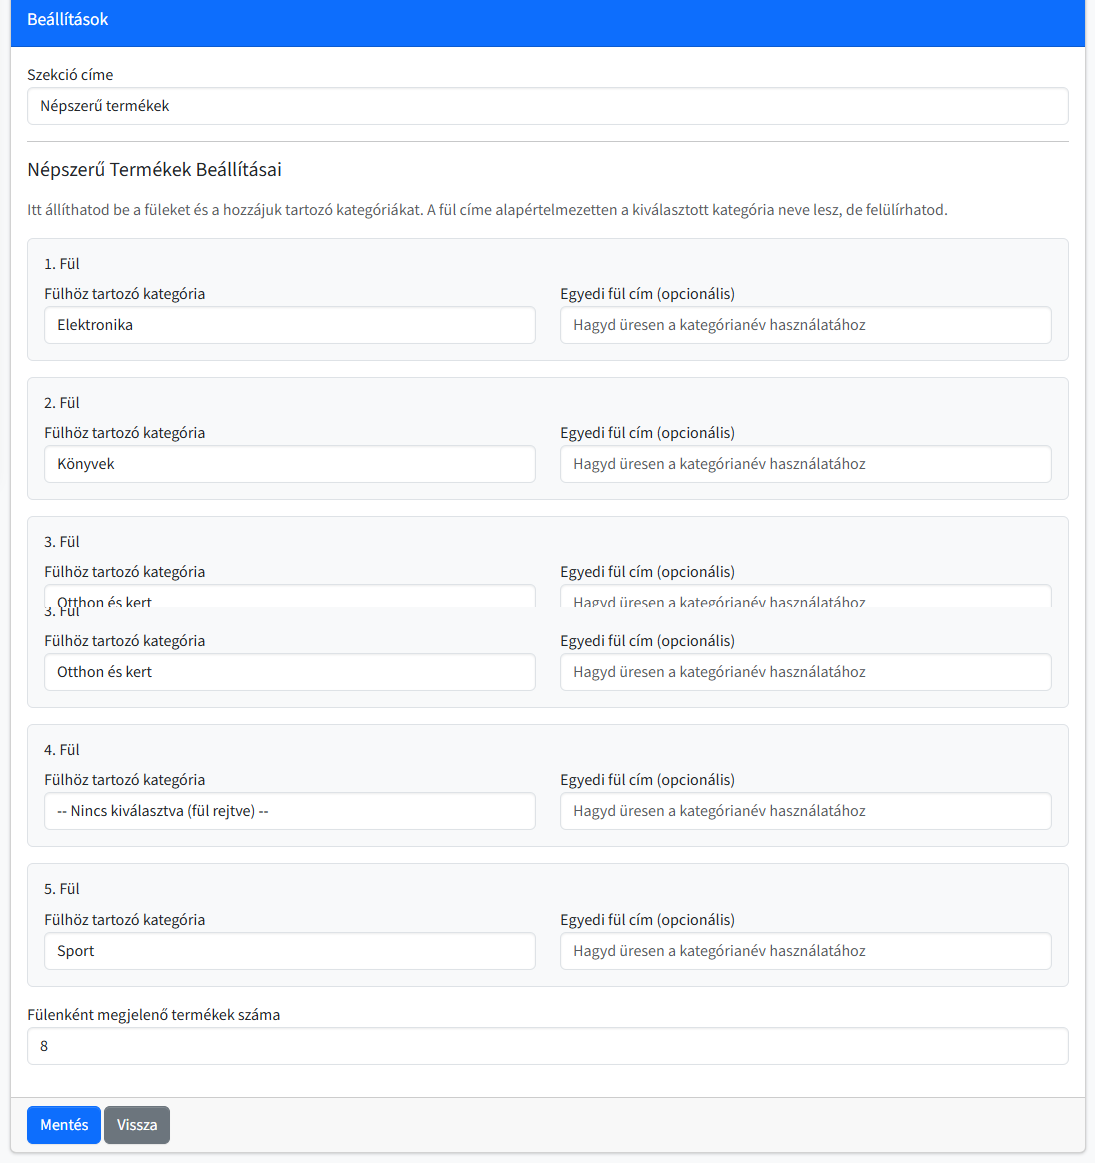 Beállítások
Szekció címe
Népszerű termékek
Népszerű Termékek Beállításai
Itt állíthatod be a füleket és a hozzájuk tartozó kategóriákat. A fül címe alapértelmezetten a kiválasztott kategória neve lesz, de felülírhatod.
1. Fül
Fülhöz tartozó kategória Egyedi fül cím (opcionális)
Elektronika Hagyd üresen a kategórianév használatához
2. Fül
Fülhöz tartozó kategória Egyedi fül cím (opcionális)
Könyvek Hagyd üresen a kategórianév használatához
3. Fül
Fülhöz tartozó kategória Egyedi fül cím (opcionális)
Otthon és kert Hagyd üresen a kategórianév használatához
3. Fül
Fülhöz tartozó kategória Egyedi fül cím (opcionális)
Otthon és kert Hagyd üresen a kategórianév használatához
4. Fül
Fülhöz tartozó kategória Egyedi fül cím (opcionális)
-- Nincs kiválasztva (fül rejtve) -- Hagyd üresen a kategórianév használatához
5. Fül
Fülhöz tartozó kategória Egyedi fül cím (opcionális)
Sport Hagyd üresen a kategórianév használatához
Fülenként megjelenő termékek száma
8
Mentés Vissza